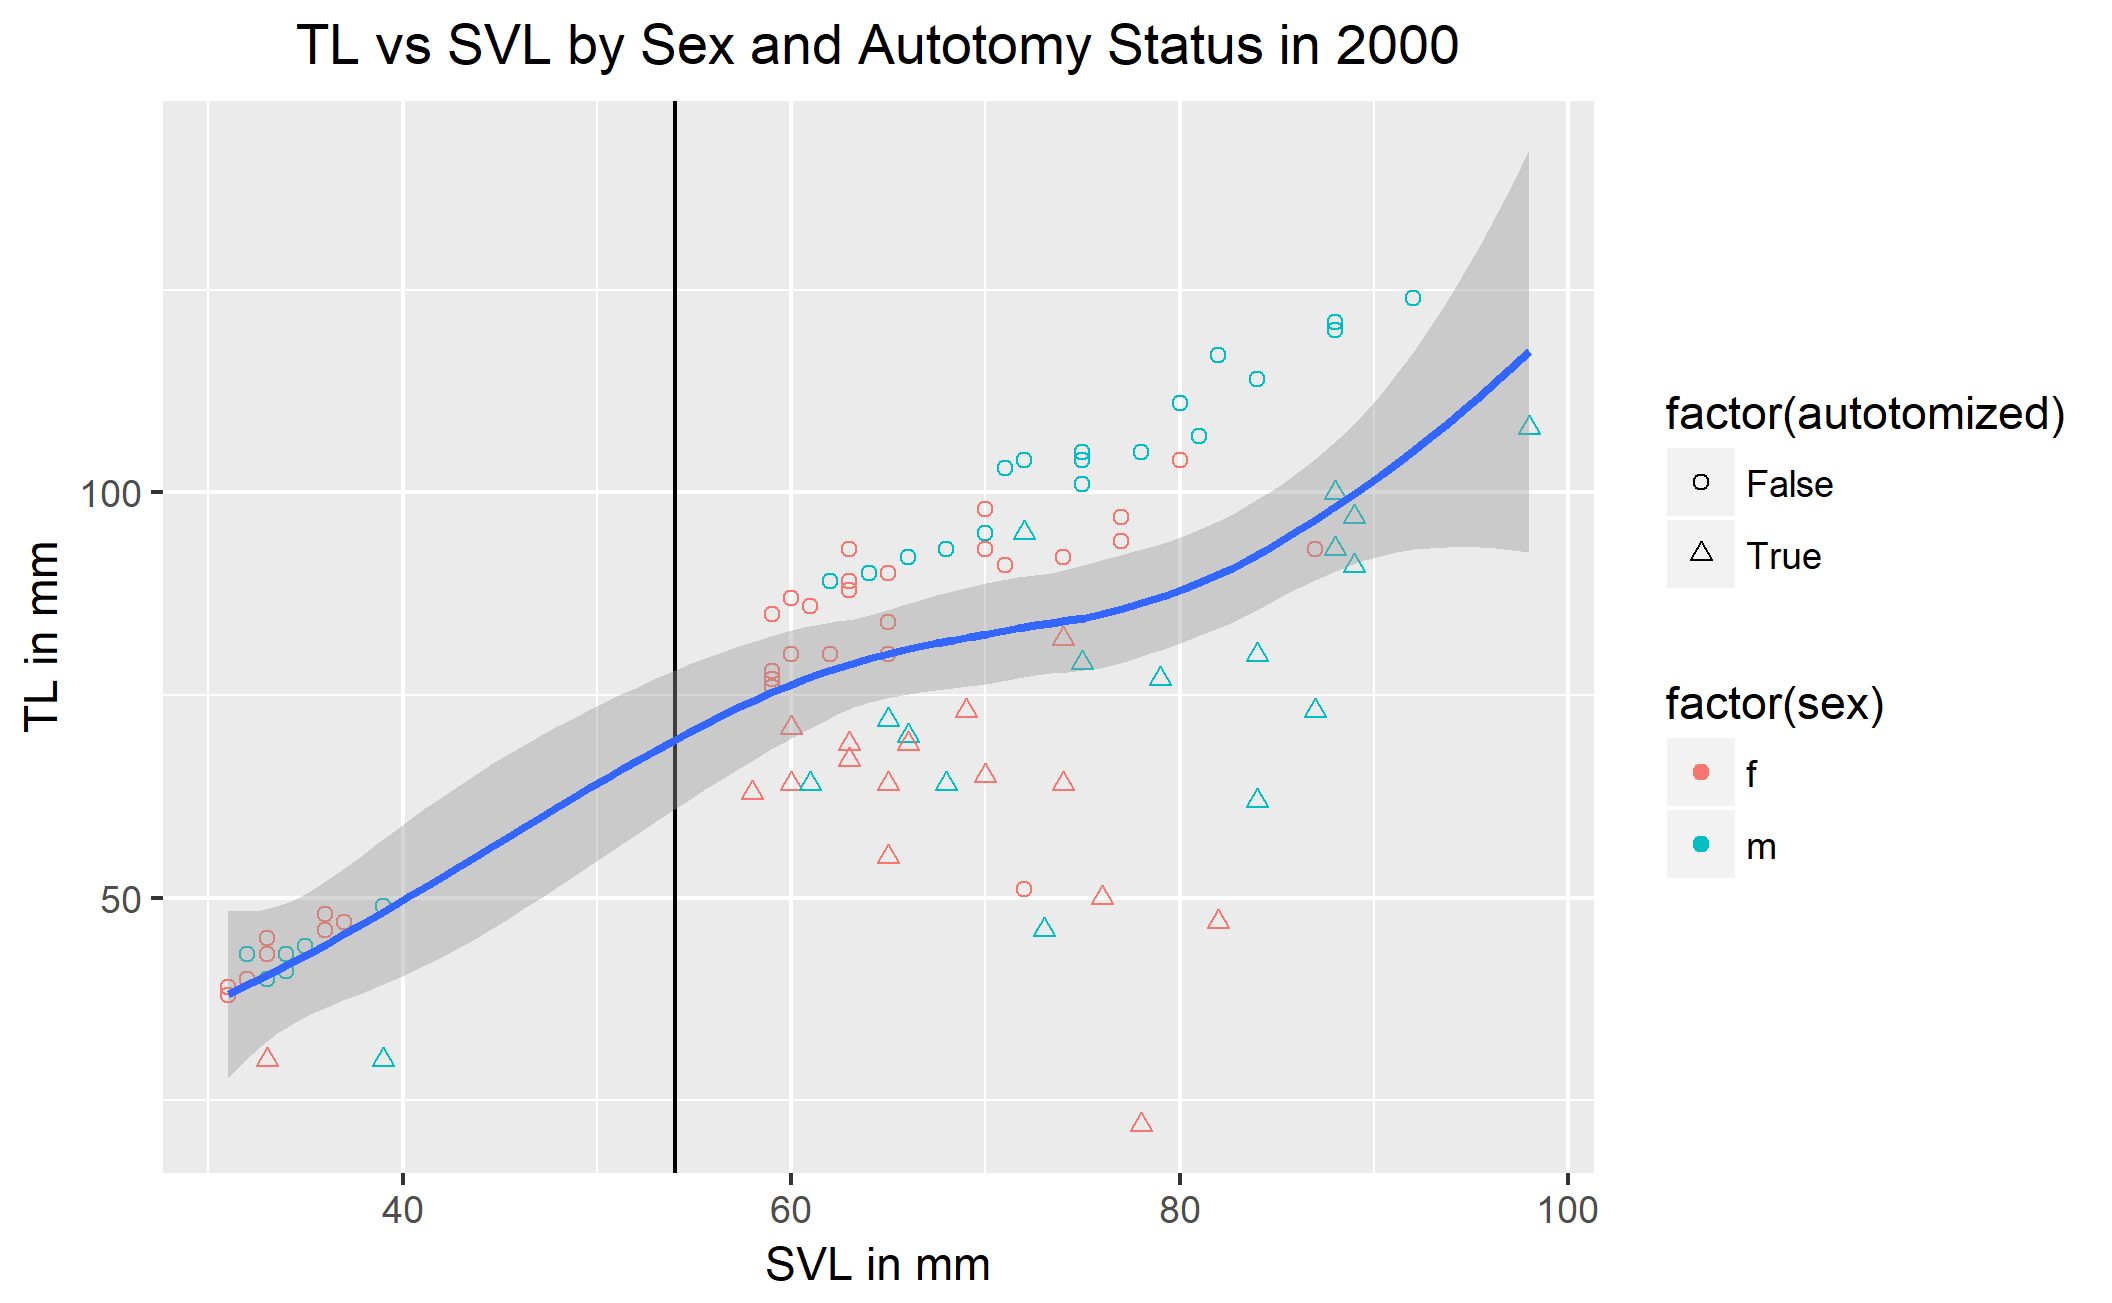 TL vs SVL by Sex and Autotomy Status in 2000
TL in mm
100
50
40
60
80
100
SVL in mm
factor(autotomized)
False
True
factor(sex)
f
m